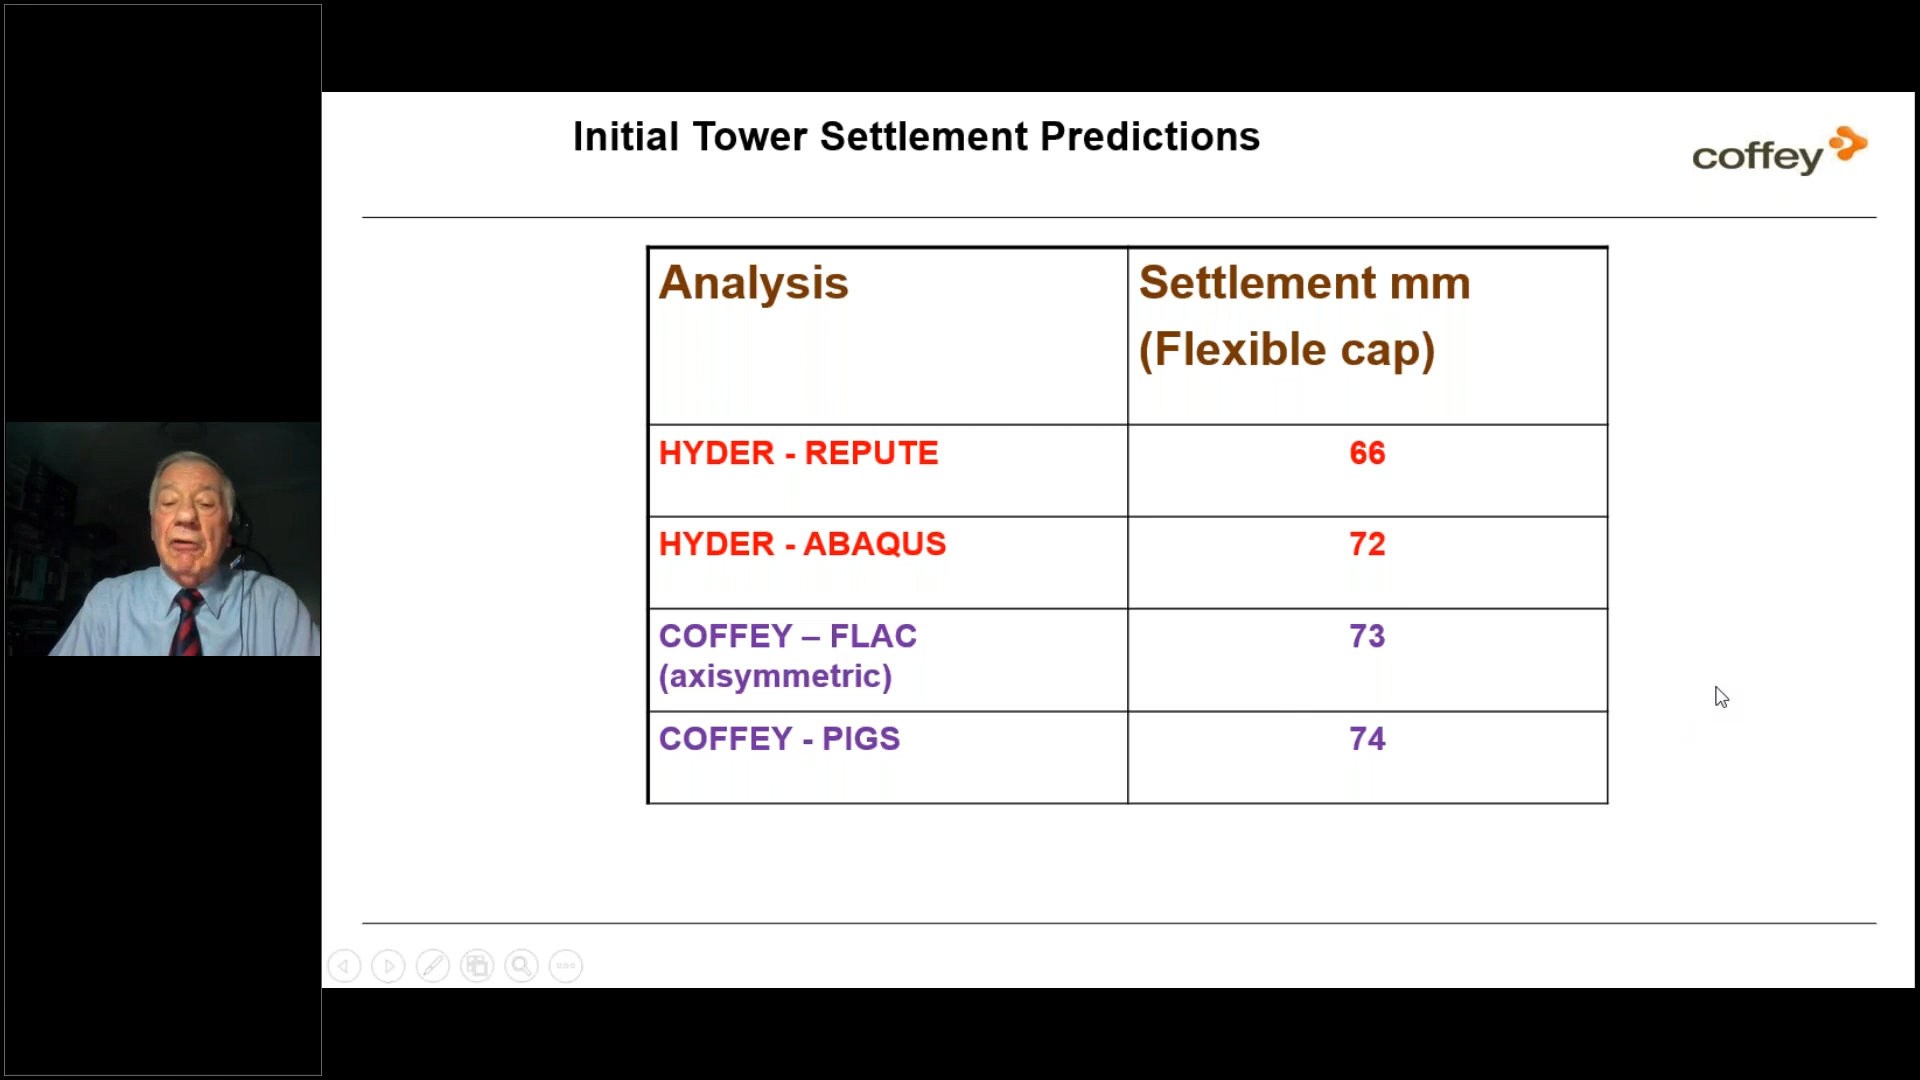 Initial Tower Settlement Predictions
coffey
Analysis
Settlement mm
(Flexible cap)
HYDER - REPUTE
66
HYDER - ABAQUS
72
COFFEY – FLAC
(axisymmetric)
73
COFFEY - PIGS
74